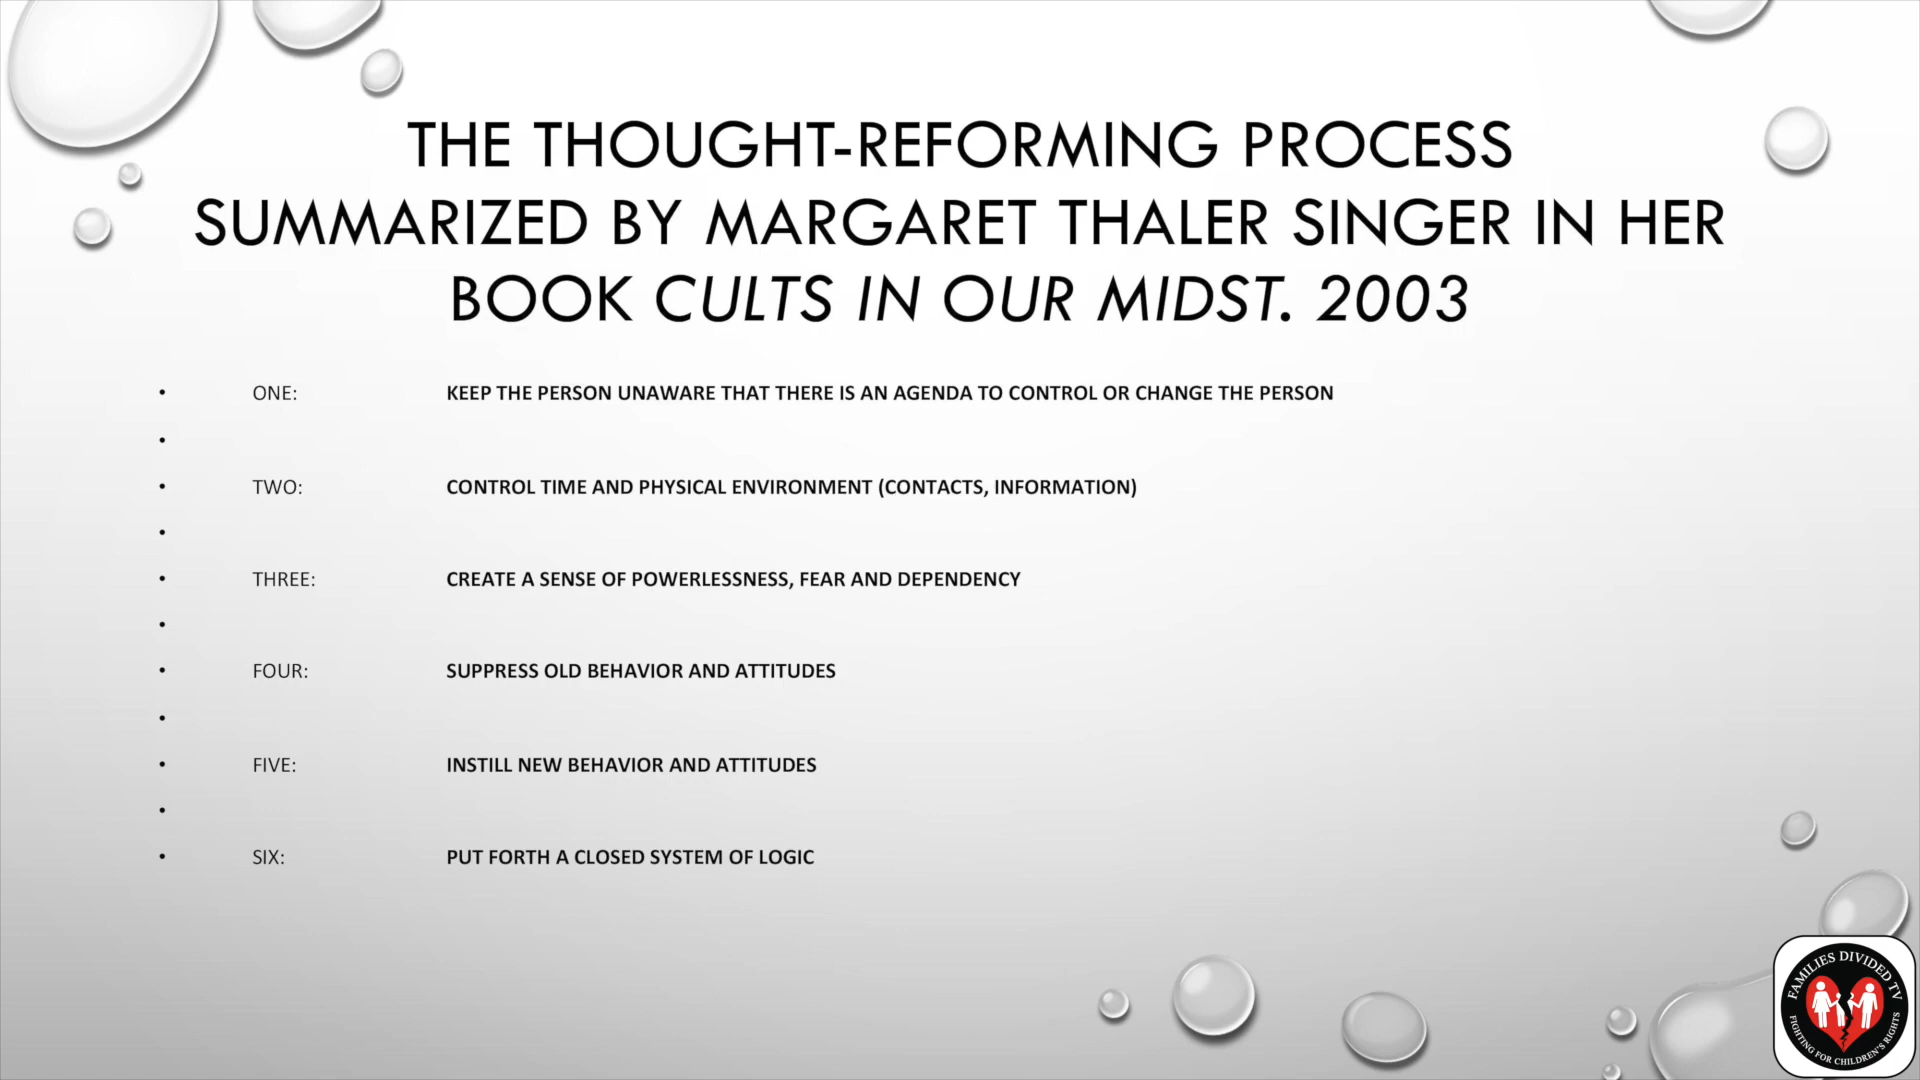 THE THOUGHT-REFORMING PROCESS
SUMMARIZED BY MARGARET THALER SINGER IN HER
BOOK CULTS IN OUR MIDST. 2003
• ONE: KEEP THE PERSON UNAWARE THAT THERE IS AN AGENDA TO CONTROL OR CHANGE THE PERSON
•
• TWO: CONTROL TIME AND PHYSICAL ENVIRONMENT (CONTACTS, INFORMATION)
•
• THREE: CREATE A SENSE OF POWERLESSNESS, FEAR AND DEPENDENCY
•
• FOUR: SUPPRESS OLD BEHAVIOR AND ATTITUDES
•
• FIVE: INSTILL NEW BEHAVIOR AND ATTITUDES
•
• SIX: PUT FORTH A CLOSED SYSTEM OF LOGIC
FAMILIES DIVIDED TV
FIGHTING FOR CHILDREN'S RIGHTS